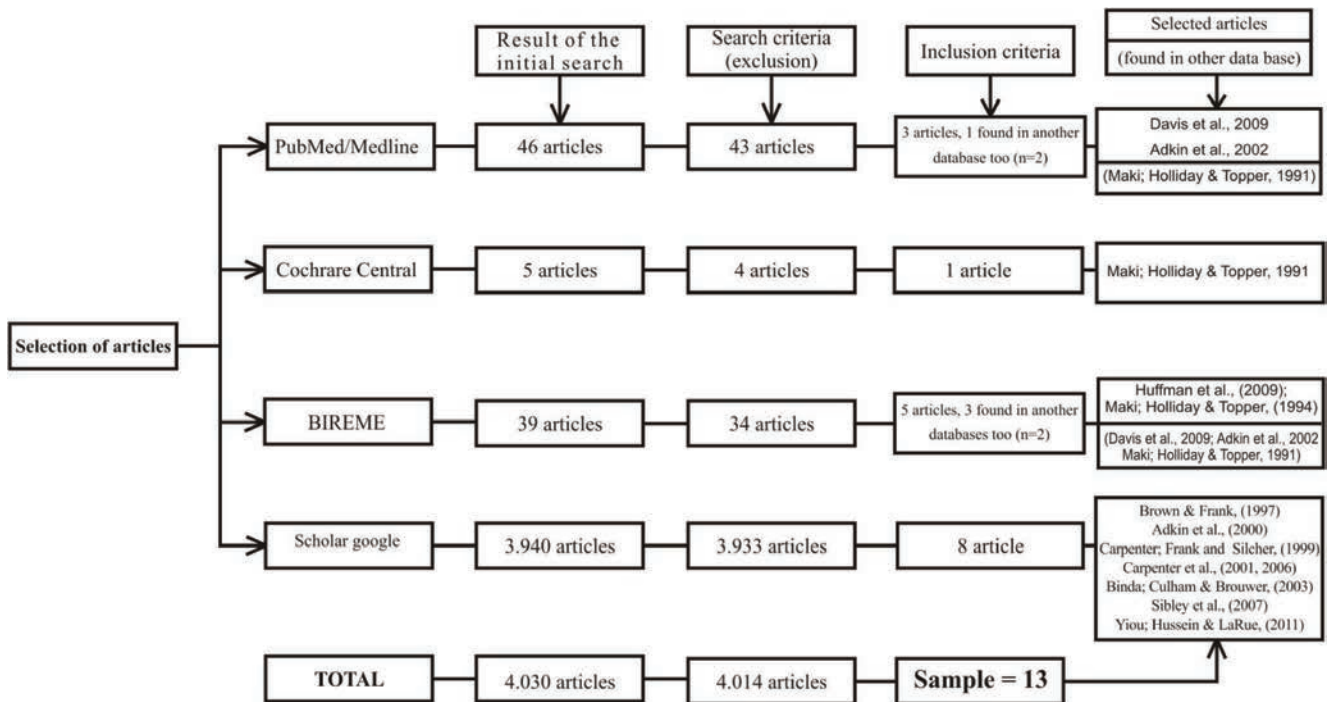 Result of the
initial search
Search criteria
(exclusion)
Inclusion criteria
Selected articles
(found in other data base)
PubMed/Medline
46 articles
43 articles
3 articles, 1 found in another
database too (n=2)
Davis et al., 2009
Adkin et al., 2002
(Maki; Holliday & Topper, 1991)
Cochrare Central
5 articles
4 articles
1 article
Maki; Holliday & Topper, 1991
Selection of articles
BIREME
39 articles
34 articles
5 articles, 3 found in another
databases too (n=2)
Huffman et al., (2009);
Maki; Holliday & Topper, (1994)
(Davis et al., 2009; Adkin et al., 2002
Maki; Holliday & Topper, 1991)
Scholar google
3.940 articles
3.933 articles
8 article
Brown & Frank, (1997)
Adkin et al., (2000)
Carpenter; Frank and Silcher, (1999)
Carpenter et al., (2001, 2006)
Binda; Culham & Brouwer, (2003)
Sibley et al., (2007)
Yiou; Hussein & LaRue, (2011)
TOTAL
4.030 articles
4.014 articles
Sample = 13